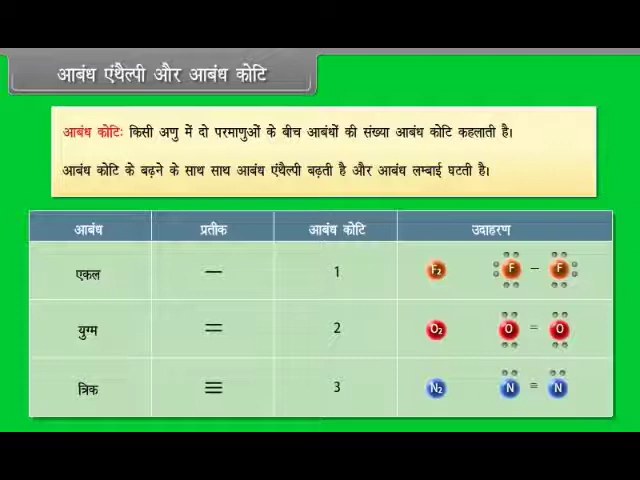 आबंध एंथैल्पी और आबंध कोटि
आबंध कोटिः किसी अणु में दो परमाणुओं के बीच आबंधों की संख्या आबंध कोटि कहलाती है।
आबंध कोटि के बढ़ने के साथ साथ आबंध एंथैल्पी बढ़ती है और आबंध लम्बाई घटती है।
आबंध प्रतीक आबंध कोटि उदाहरण
एकल — 1 F₂ F – F
युग्म = 2 O₂ O = O
त्रिक ≡ 3 N₂ N ≡ N